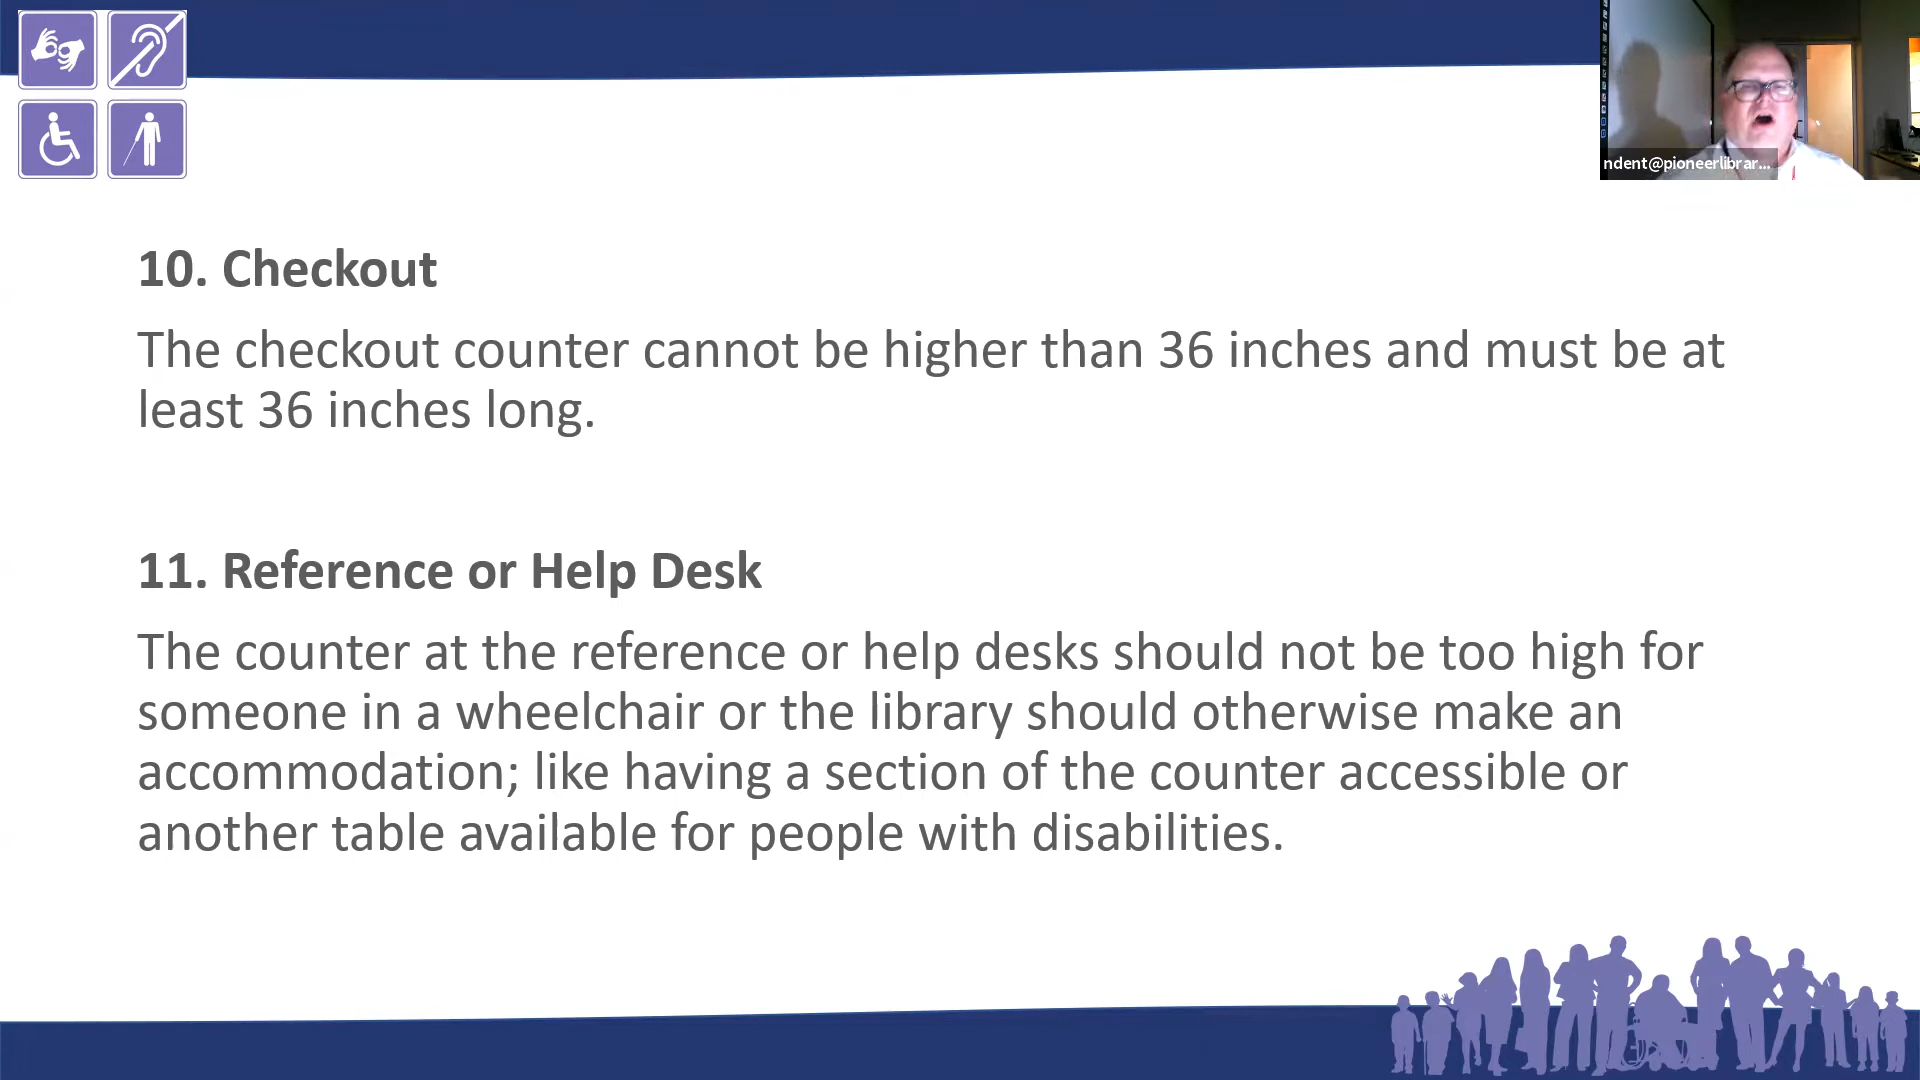 ndent@pioneerlibrar...
10. Checkout
The checkout counter cannot be higher than 36 inches and must be at
least 36 inches long.
11. Reference or Help Desk
The counter at the reference or help desks should not be too high for
someone in a wheelchair or the library should otherwise make an
accommodation; like having a section of the counter accessible or
another table available for people with disabilities.